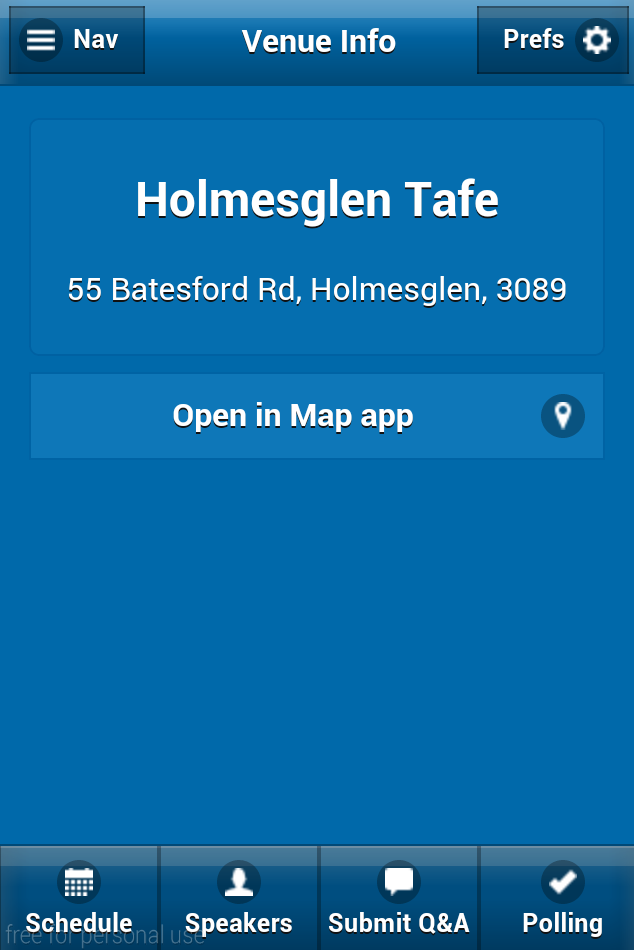 Nav
Venue Info
Prefs
Holmesglen Tafe
55 Batesford Rd, Holmesglen, 3089
Open in Map app
Schedule
Speakers
Submit Q&A
Polling
free for personal use